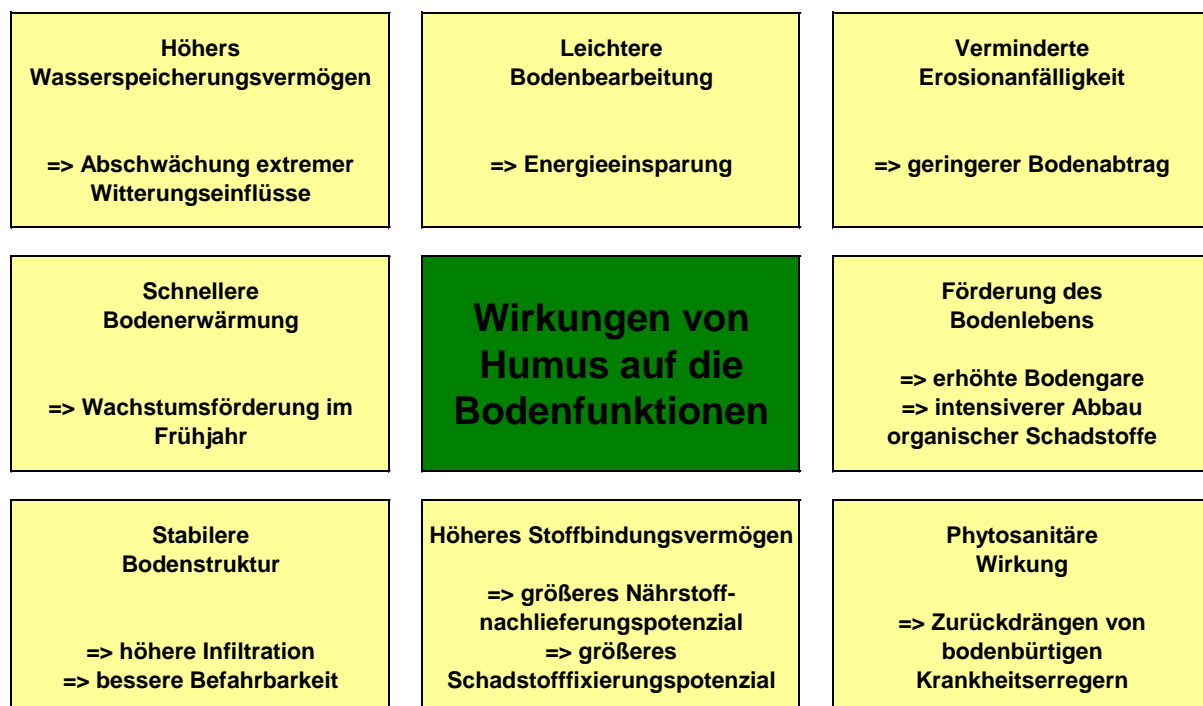 Höhers
Wasserspeicherungsvermögen
=> Abschwächung extremer
Witterungseinflüsse
Leichtere
Bodenbearbeitung
=> Energieeinsparung
Verminderte
Erosionanfälligkeit
=> geringerer Bodenabtrag
Schnellere
Bodenerwärmung
=> Wachstumsförderung im
Frühjahr
Wirkungen von
Humus auf die
Bodenfunktionen
Förderung des
Bodenlebens
=> erhöhte Bodengare
=> intensiverer Abbau
organischer Schadstoffe
Stabilere
Bodenstruktur
=> höhere Infiltration
=> bessere Befahrbarkeit
Höheres Stoffbindungsvermögen
=> größeres Nährstoff-
nachlieferungspotenzial
=> größeres
Schadstofffixierungspotenzial
Phytosanitäre
Wirkung
=> Zurückdrängen von
bodenbürtigen
Krankheitserregern